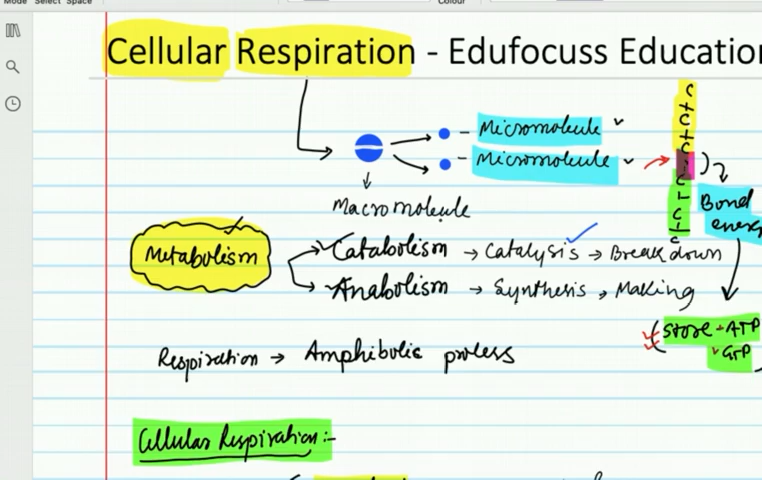 Mode Select Space
Colour
Cellular Respiration - Edufocuss Education
- Micromolecule
- Micromolecule
Macromolecule
Bond
energy
Metabolism
Catabolism → Catalysis → Breakdown
Anabolism → Synthesis, Making
Store - ATP
GTP
Respiration → Amphibolic process
Cellular Respiration:-